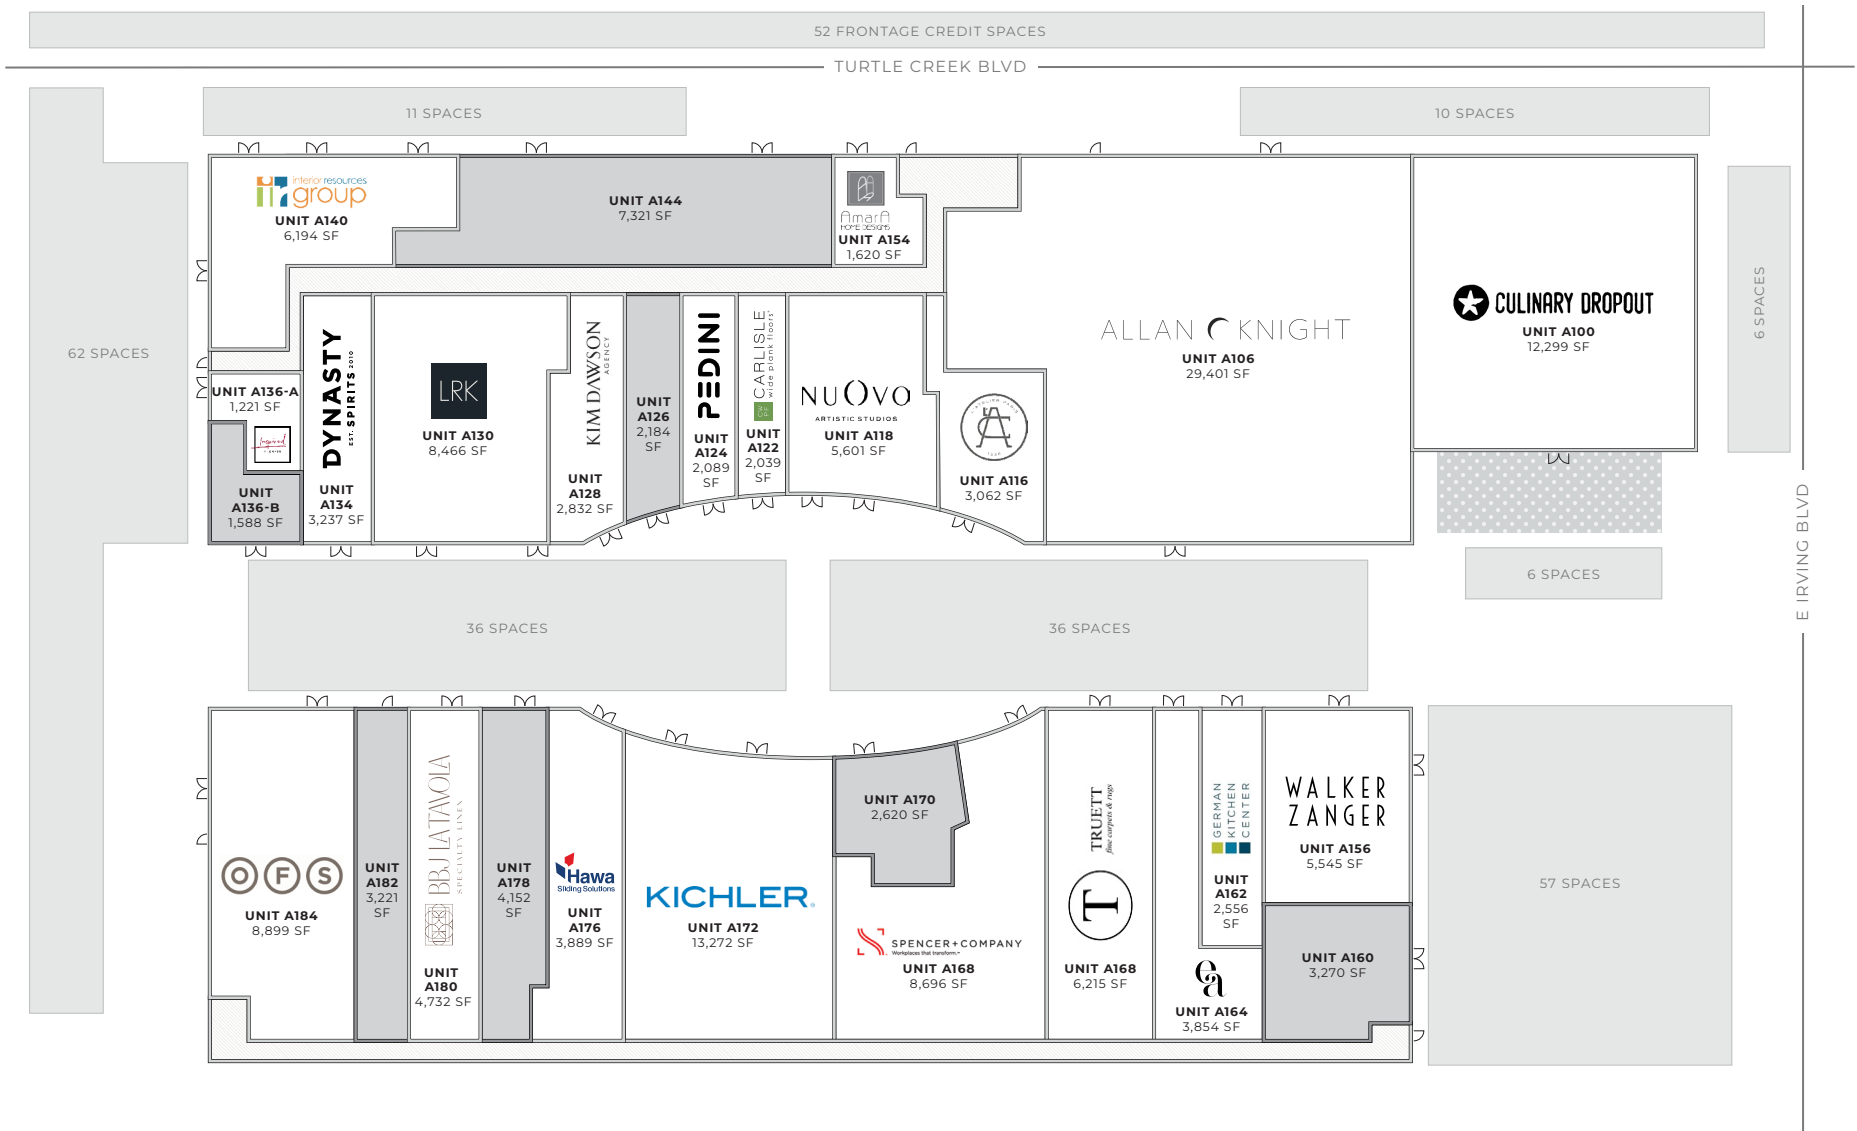 52 FRONTAGE CREDIT SPACES
TURTLE CREEK BLVD
11 SPACES
10 SPACES
62 SPACES
6 SPACES
E IRVING BLVD
interior resources
group
UNIT A140
6,194 SF
UNIT A144
7,321 SF
AmarA
HOME DESIGNS
UNIT A154
1,620 SF
ALLAN KNIGHT
UNIT A106
29,401 SF
CULINARY DROPOUT
UNIT A100
12,299 SF
UNIT A136-A
1,221 SF
Inspired
UNIT
A136-B
1,588 SF
DYNASTY
EST. SPIRITS 2010
UNIT
A134
3,237 SF
LRK
UNIT A130
8,466 SF
KIM DAWSON
AGENCY
UNIT
A128
2,832 SF
UNIT
A126
2,184
SF
PEDINI
UNIT
A124
2,089
SF
CARLISLE
wide plank floors
UNIT
A122
2,039
SF
NUOVO
ARTISTIC STUDIOS
UNIT A118
5,601 SF
UNIT A116
3,062 SF
6 SPACES
36 SPACES
36 SPACES
OFS
UNIT A184
8,899 SF
UNIT
A182
3,221
SF
BBJ LA TAVOLA
SPECIALTY LINEN
UNIT
A180
4,732 SF
UNIT
A178
4,152
SF
Hawa
Sliding Solutions
UNIT
A176
3,889 SF
KICHLER®
UNIT A172
13,272 SF
UNIT A170
2,620 SF
SPENCER+COMPANY
Workplaces that transform.™
UNIT A168
8,696 SF
TRUETT
fine carpets & rugs
T
UNIT A168
6,215 SF
GERMAN
KITCHEN
CENTER
UNIT
A162
2,556
SF
ea
UNIT A164
3,854 SF
WALKER
ZANGER
UNIT A156
5,545 SF
UNIT A160
3,270 SF
57 SPACES